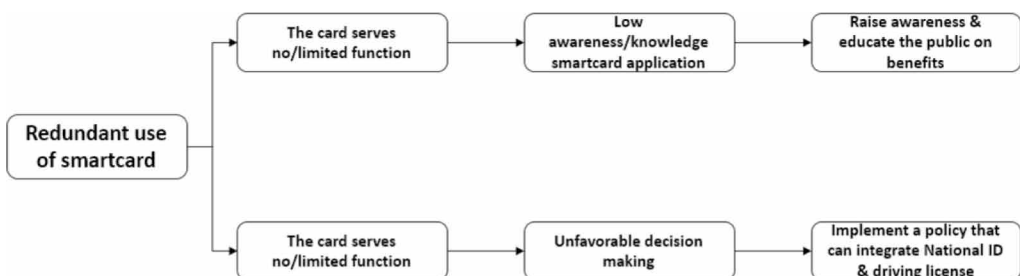 Redundant use
of smartcard
The card serves
no/limited function
Low
awareness/knowledge
smartcard application
Raise awareness &
educate the public on
benefits
The card serves
no/limited function
Unfavorable decision
making
Implement a policy that
can integrate National ID
& driving license